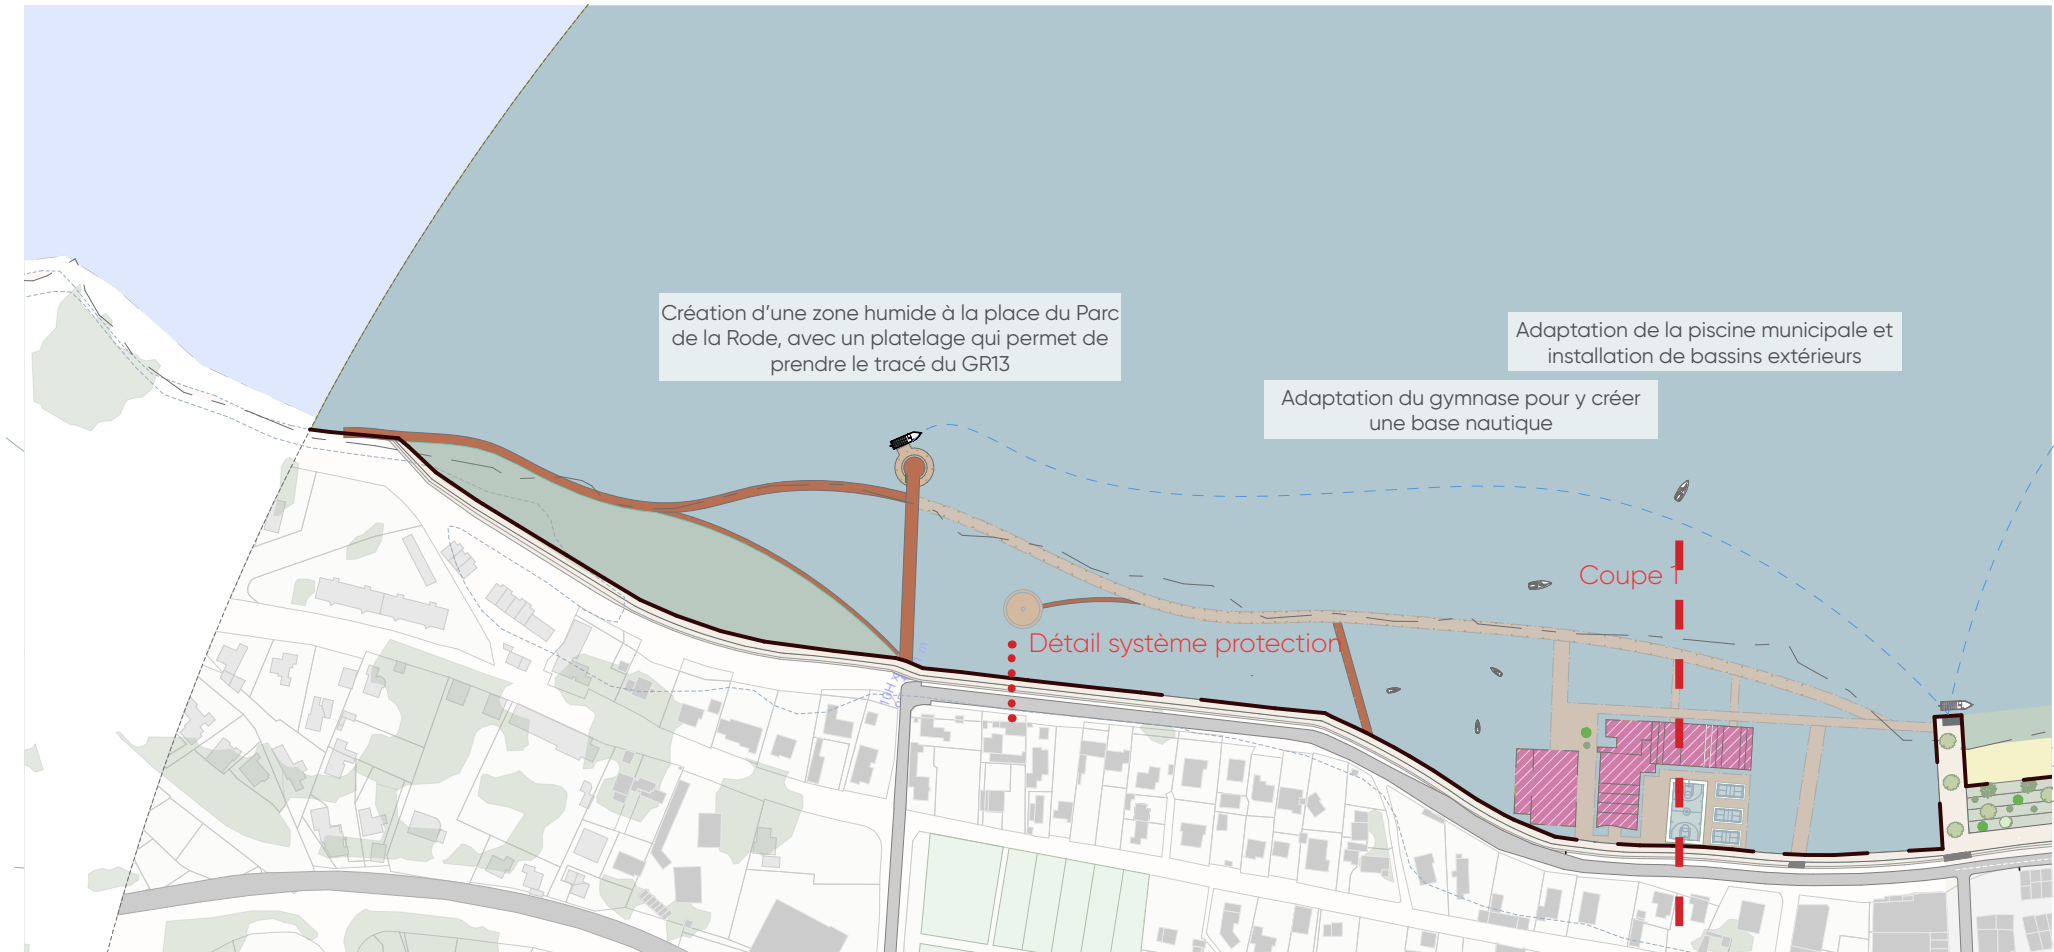 Création d’une zone humide à la place du Parc
de la Rode, avec un platelage qui permet de
prendre le tracé du GR13
Adaptation de la piscine municipale et
installation de bassins extérieurs
Adaptation du gymnase pour y créer
une base nautique
Coupe 1
Détail système protection